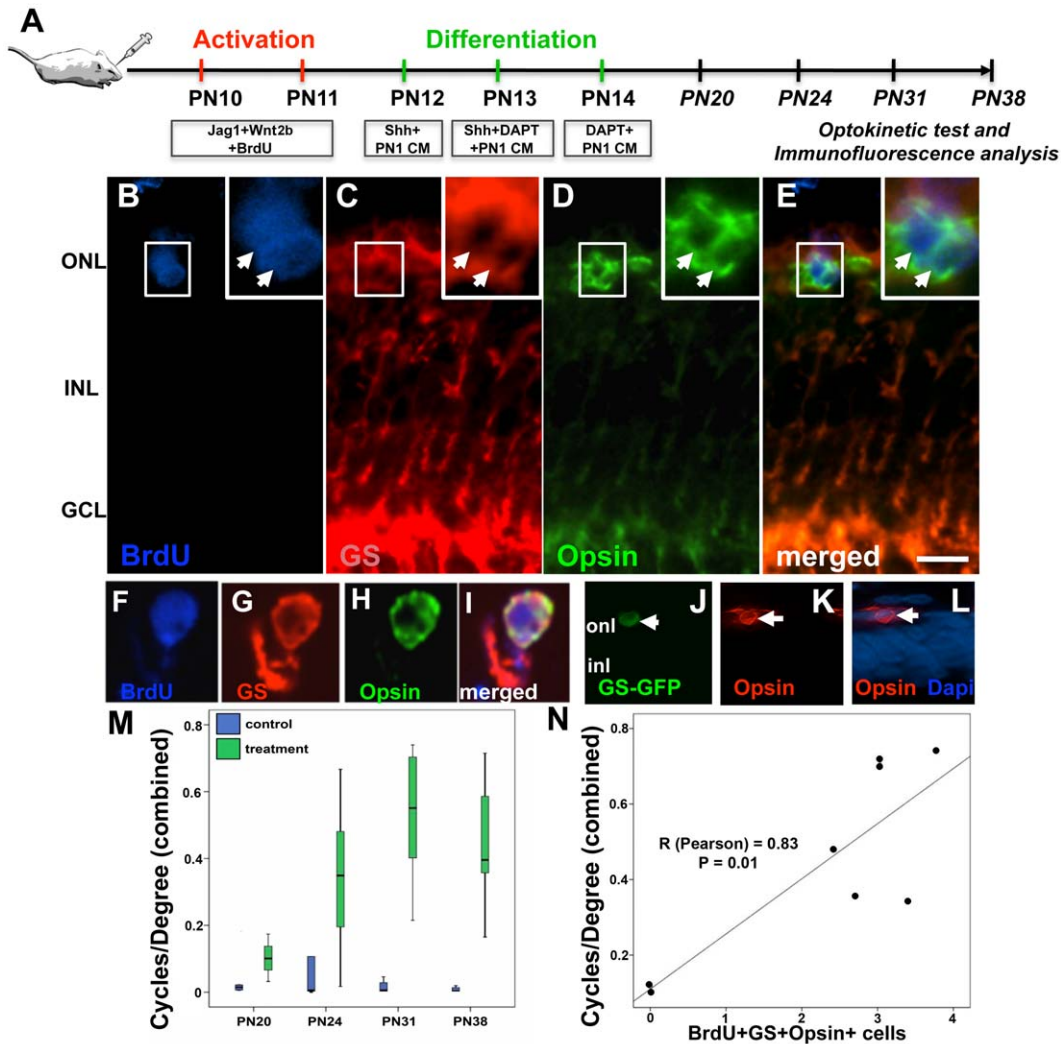 A
Activation
Differentiation
PN10 PN11 PN12 PN13 PN14 PN20 PN24 PN31 PN38
Jag1+Wnt2b
+BrdU
Shh+
PN1 CM
Shh+DAPT
+PN1 CM
DAPT+
PN1 CM
Optokinetic test and
Immunofluorescence analysis
B C D E
ONL
INL
GCL
BrdU GS Opsin merged
F G H I J K L
onl
inl
BrdU GS Opsin merged GS-GFP Opsin Opsin Dapi
M
control
treatment
Cycles/Degree (combined)
0.8
0.6
0.4
0.2
0
PN20 PN24 PN31 PN38
N
Cycles/Degree (combined)
0.8
0.6
0.4
0.2
R (Pearson) = 0.83
P = 0.01
0 1 2 3 4
BrdU+GS+Opsin+ cells